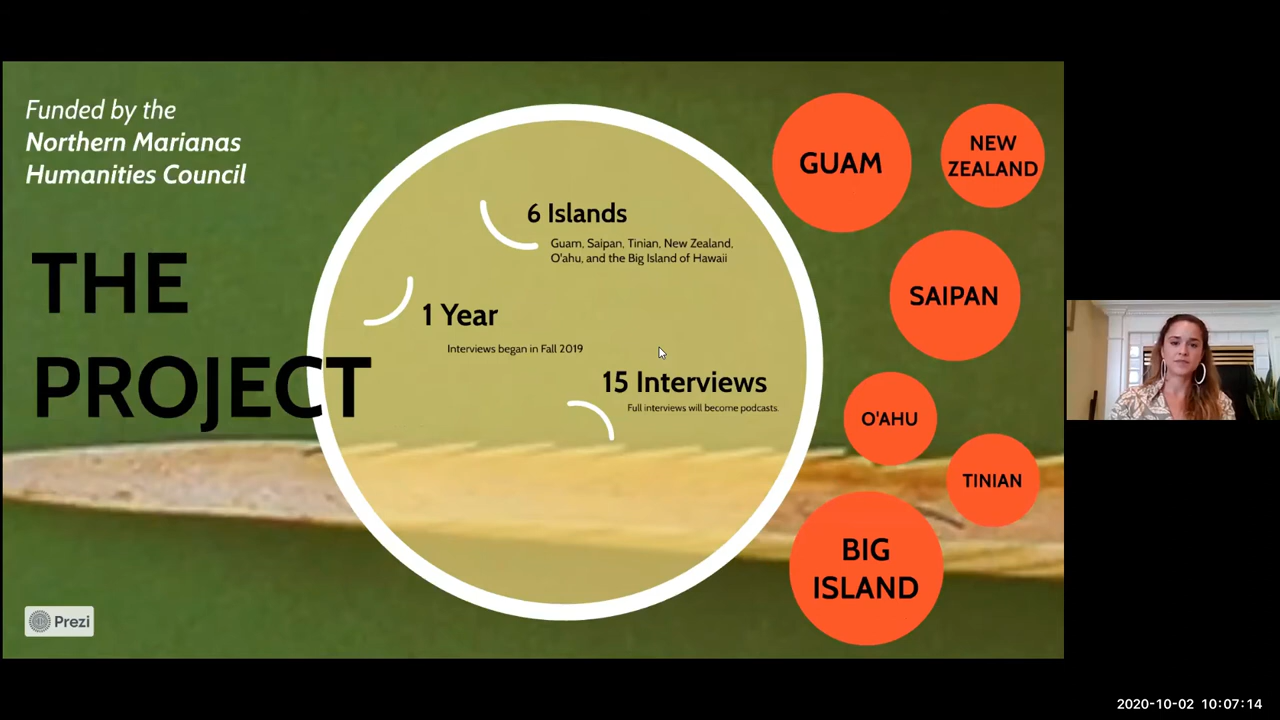 Funded by the
Northern Marianas
Humanities Council
THE
PROJECT
6 Islands
Guam, Saipan, Tinian, New Zealand,
O'ahu, and the Big Island of Hawaii
1 Year
Interviews began in Fall 2019
15 Interviews
Full interviews will become podcasts.
GUAM
NEW
ZEALAND
SAIPAN
O'AHU
TINIAN
BIG
ISLAND
Prezi
2020-10-02 10:07:14